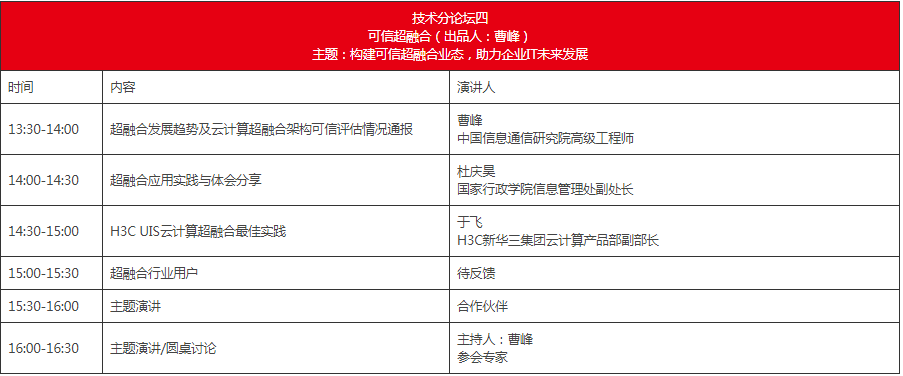 技术分论坛四
可信超融合（出品人：曹峰）
主题：构建可信超融合业态，助力企业IT未来发展
时间 内容 演讲人
13:30-14:00 超融合发展趋势及云计算超融合架构可信评估情况通报 曹峰
中国信息通信研究院高级工程师
14:00-14:30 超融合应用实践与体会分享 杜庆昊
国家行政学院信息管理处副处长
14:30-15:00 H3C UIS云计算超融合最佳实践 于飞
H3C新华三集团云计算产品部副部长
15:00-15:30 超融合行业用户 待反馈
15:30-16:00 主题演讲 合作伙伴
16:00-16:30 主题演讲/圆桌讨论 主持人：曹峰
参会专家